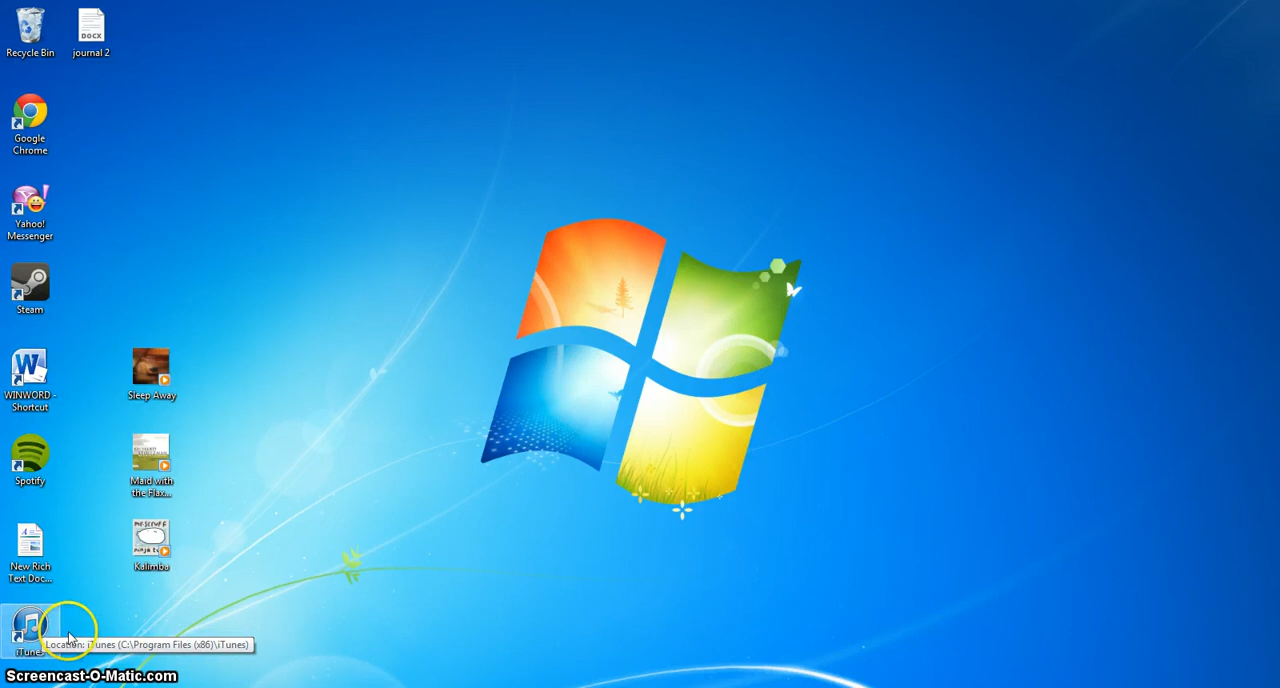 Recycle Bin
journal 2
DOCX
Google
Chrome
Yahoo!
Messenger
Steam
WINWORD -
Shortcut
Sleep Away
Spotify
Maid with
the Flax...
New Rich
Text Doc...
Kalimba
iTunes
Location: iTunes (C:\Program Files (x86)\iTunes)
Screencast-O-Matic.com